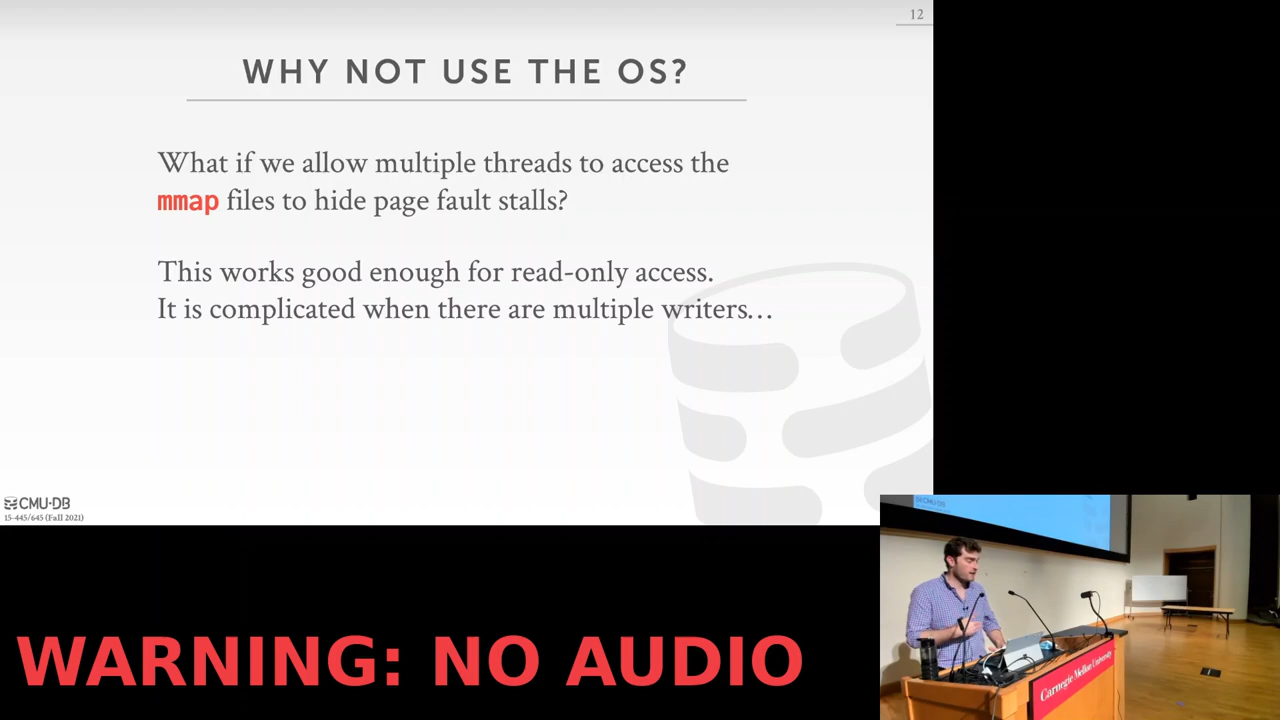 12
WHY NOT USE THE OS?
What if we allow multiple threads to access the
mmap files to hide page fault stalls?
This works good enough for read-only access.
It is complicated when there are multiple writers…
CMU·DB
15-445/645 (Fall 2021)
WARNING: NO AUDIO
Carnegie Mellon University